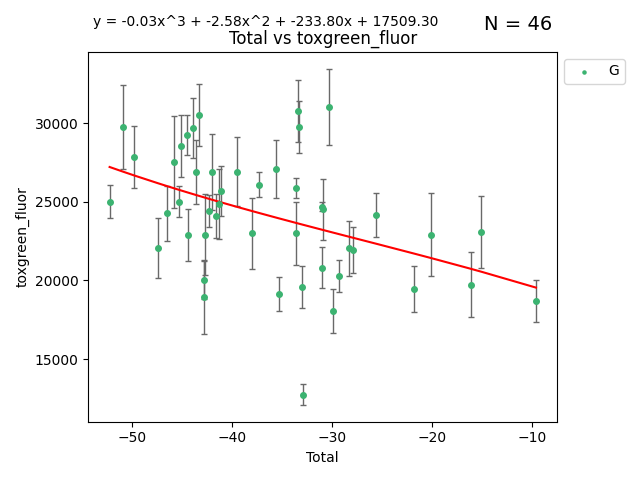 y = -0.03x^3 + -2.58x^2 + -233.80x + 17509.30
N = 46
Total vs toxgreen_fluor
G
30000
25000
20000
15000
toxgreen_fluor
−50
−40
−30
−20
−10
Total